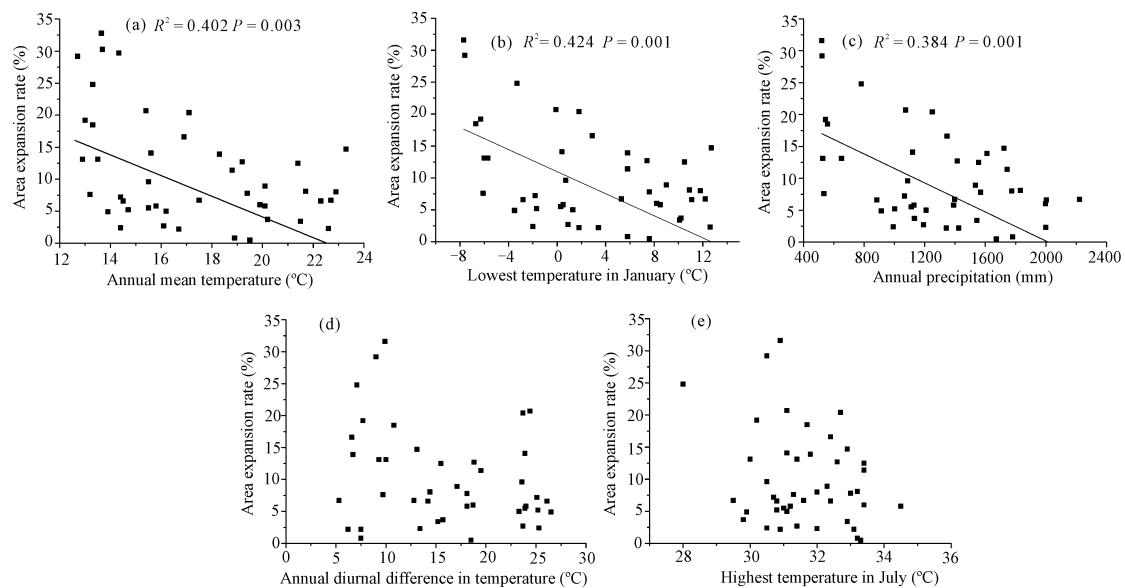 (a) R² = 0.402 P = 0.003
35
30
25
20
15
10
5
0
Area expansion rate (%)
12 14 16 18 20 22 24
Annual mean temperature (ºC)
(b) R² = 0.424 P = 0.001
35
30
25
20
15
10
5
0
Area expansion rate (%)
−8 −4 0 4 8 12
Lowest temperature in January (ºC)
(c) R² = 0.384 P = 0.001
35
30
25
20
15
10
5
0
Area expansion rate (%)
400 800 1200 1600 2000 2400
Annual precipitation (mm)
(d)
35
30
25
20
15
10
5
0
Area expansion rate (%)
0 5 10 15 20 25 30
Annual diurnal difference in temperature (ºC)
(e)
35
30
25
20
15
10
5
0
Area expansion rate (%)
28 30 32 34 36
Highest temperature in July (ºC)